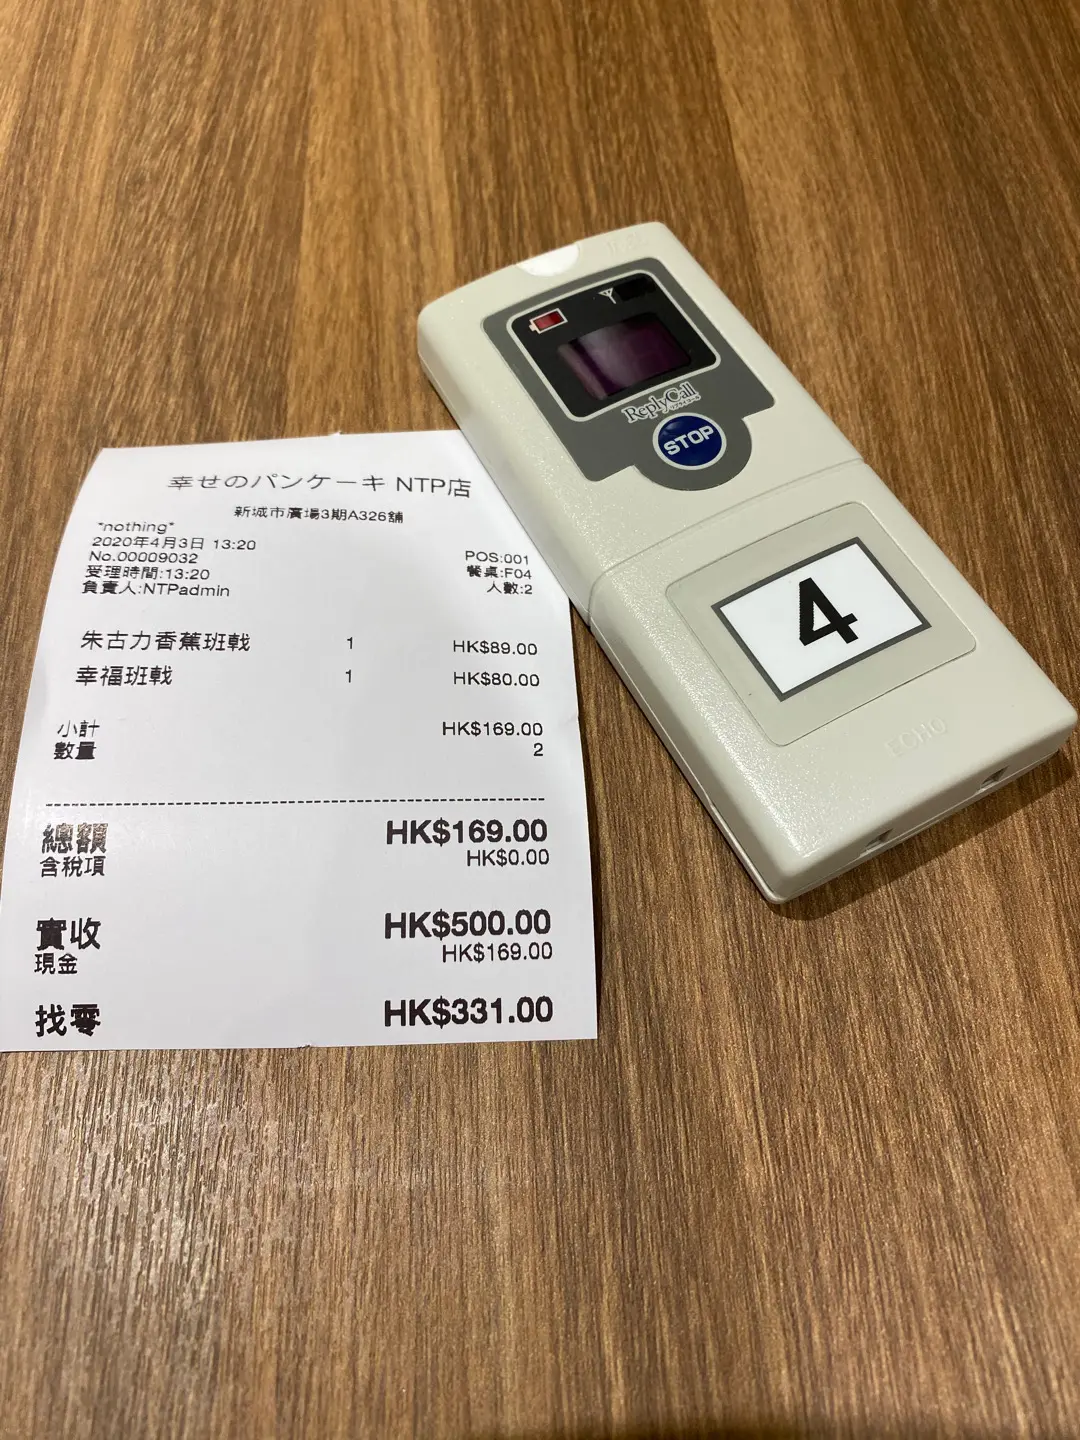 幸せのパンケーキ NTP店
新城市廣場3期A326舖
*nothing*
2020年4月3日 13:20
No.00009032 POS:001
受理時間:13:20 餐桌:F04
負責人:NTPadmin 人數:2
朱古力香蕉班戟 1 HK$89.00
幸福班戟 1 HK$80.00
小計 HK$169.00
數量 2
總額 HK$169.00
含稅項 HK$0.00
實收 HK$500.00
現金 HK$169.00
找零 HK$331.00
ReplyCall
STOP
4
ECHO